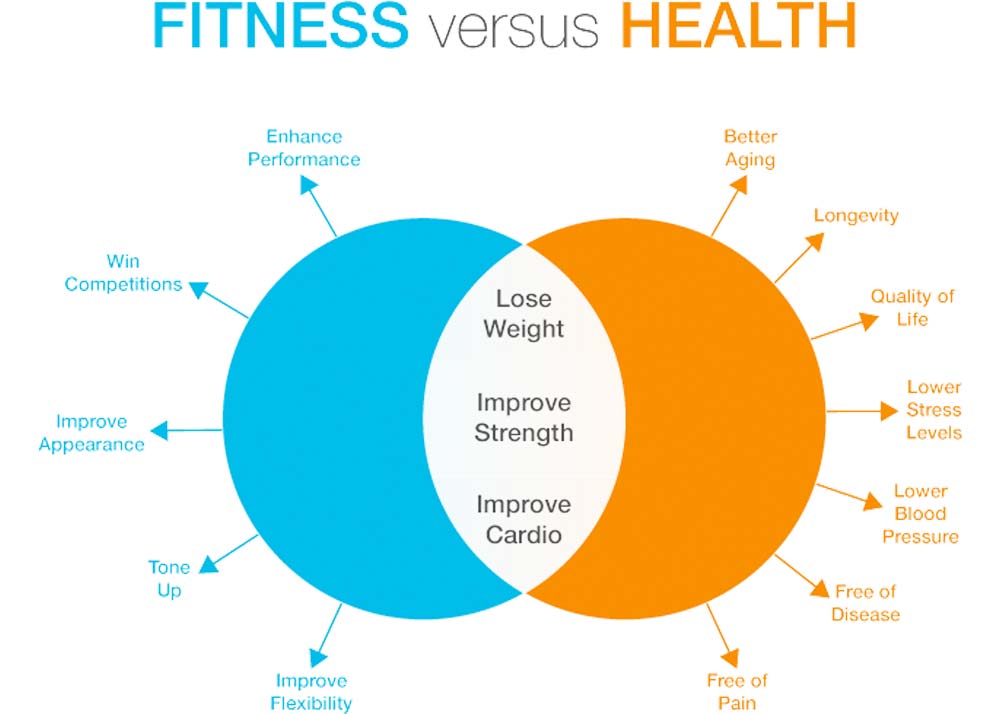 FITNESS versus HEALTH
Enhance
Performance
Win
Competitions
Improve
Appearance
Tone
Up
Improve
Flexibility
Lose
Weight
Improve
Strength
Improve
Cardio
Better
Aging
Longevity
Quality of
Life
Lower
Stress
Levels
Lower
Blood
Pressure
Free of
Disease
Free of
Pain